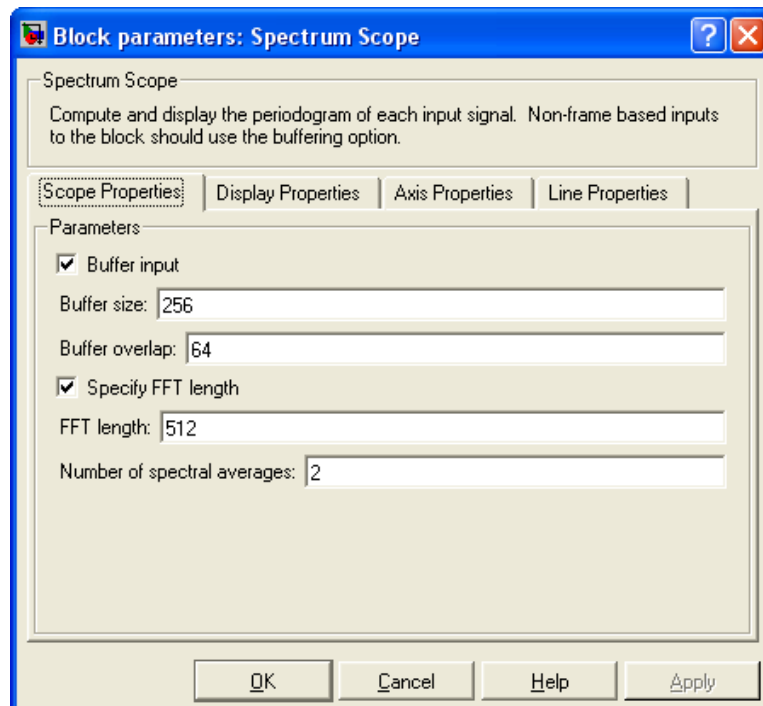 Block parameters: Spectrum Scope
Spectrum Scope
Compute and display the periodogram of each input signal. Non-frame based inputs
to the block should use the buffering option.
Scope Properties Display Properties Axis Properties Line Properties
Parameters
Buffer input
Buffer size: 256
Buffer overlap: 64
Specify FFT length
FFT length: 512
Number of spectral averages: 2
OK Cancel Help Apply